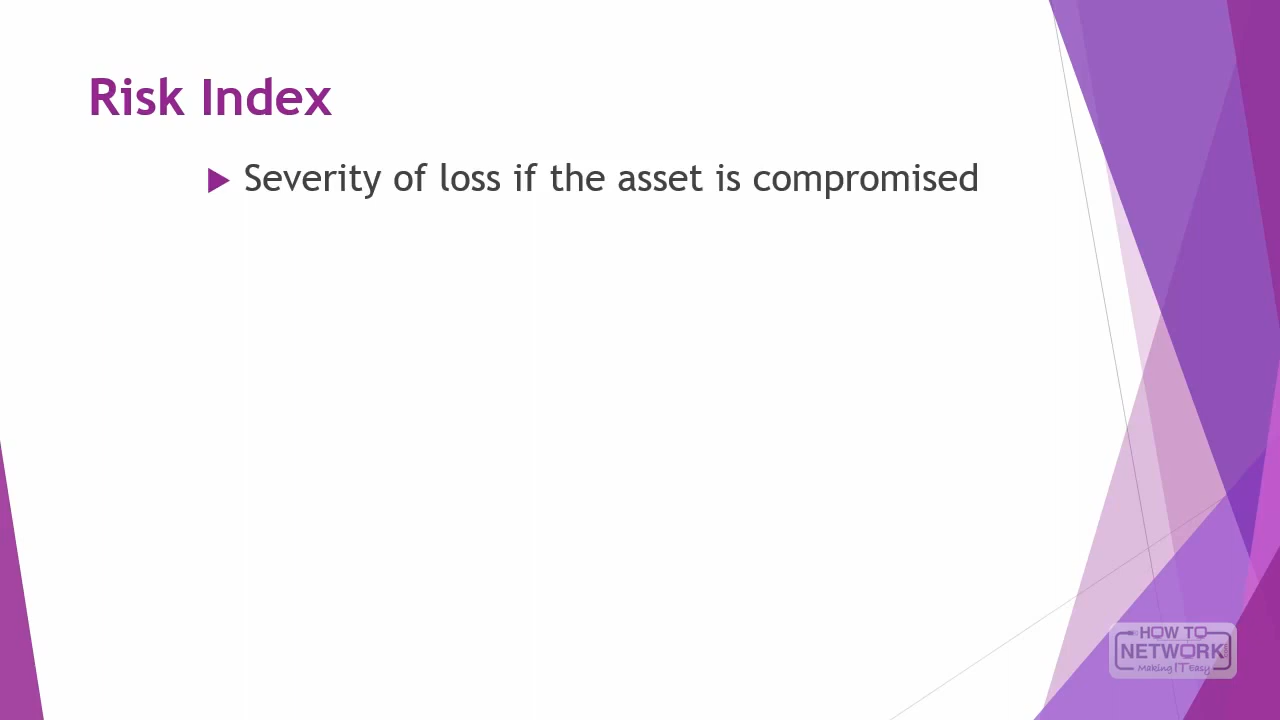 Risk Index
Severity of loss if the asset is compromised
HOW TO
NETWORK
Making IT Easy